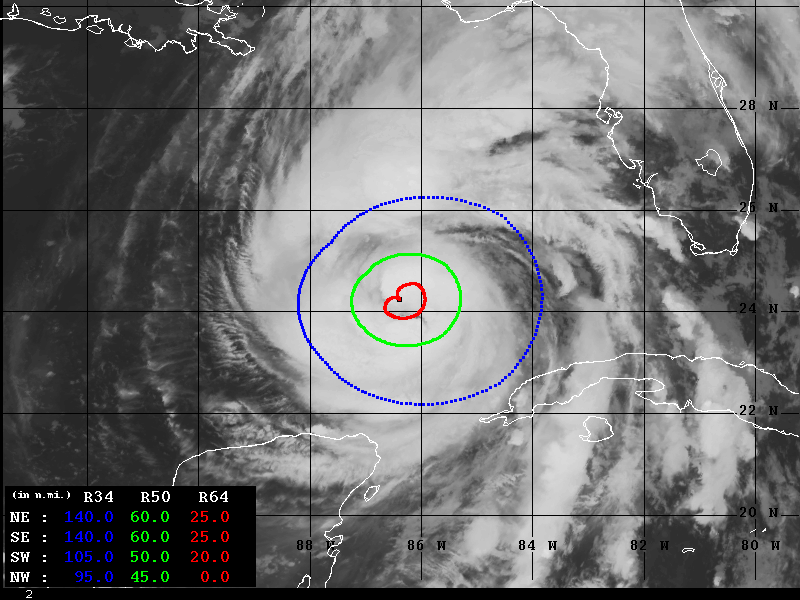 28 N
26 N
24 N
22 N
20 N
88 W 86 W 84 W 82 W 80 W
(in n.mi.) R34 R50 R64
NE : 140.0 60.0 25.0
SE : 140.0 60.0 25.0
SW : 105.0 50.0 20.0
NW : 95.0 45.0 0.0
2